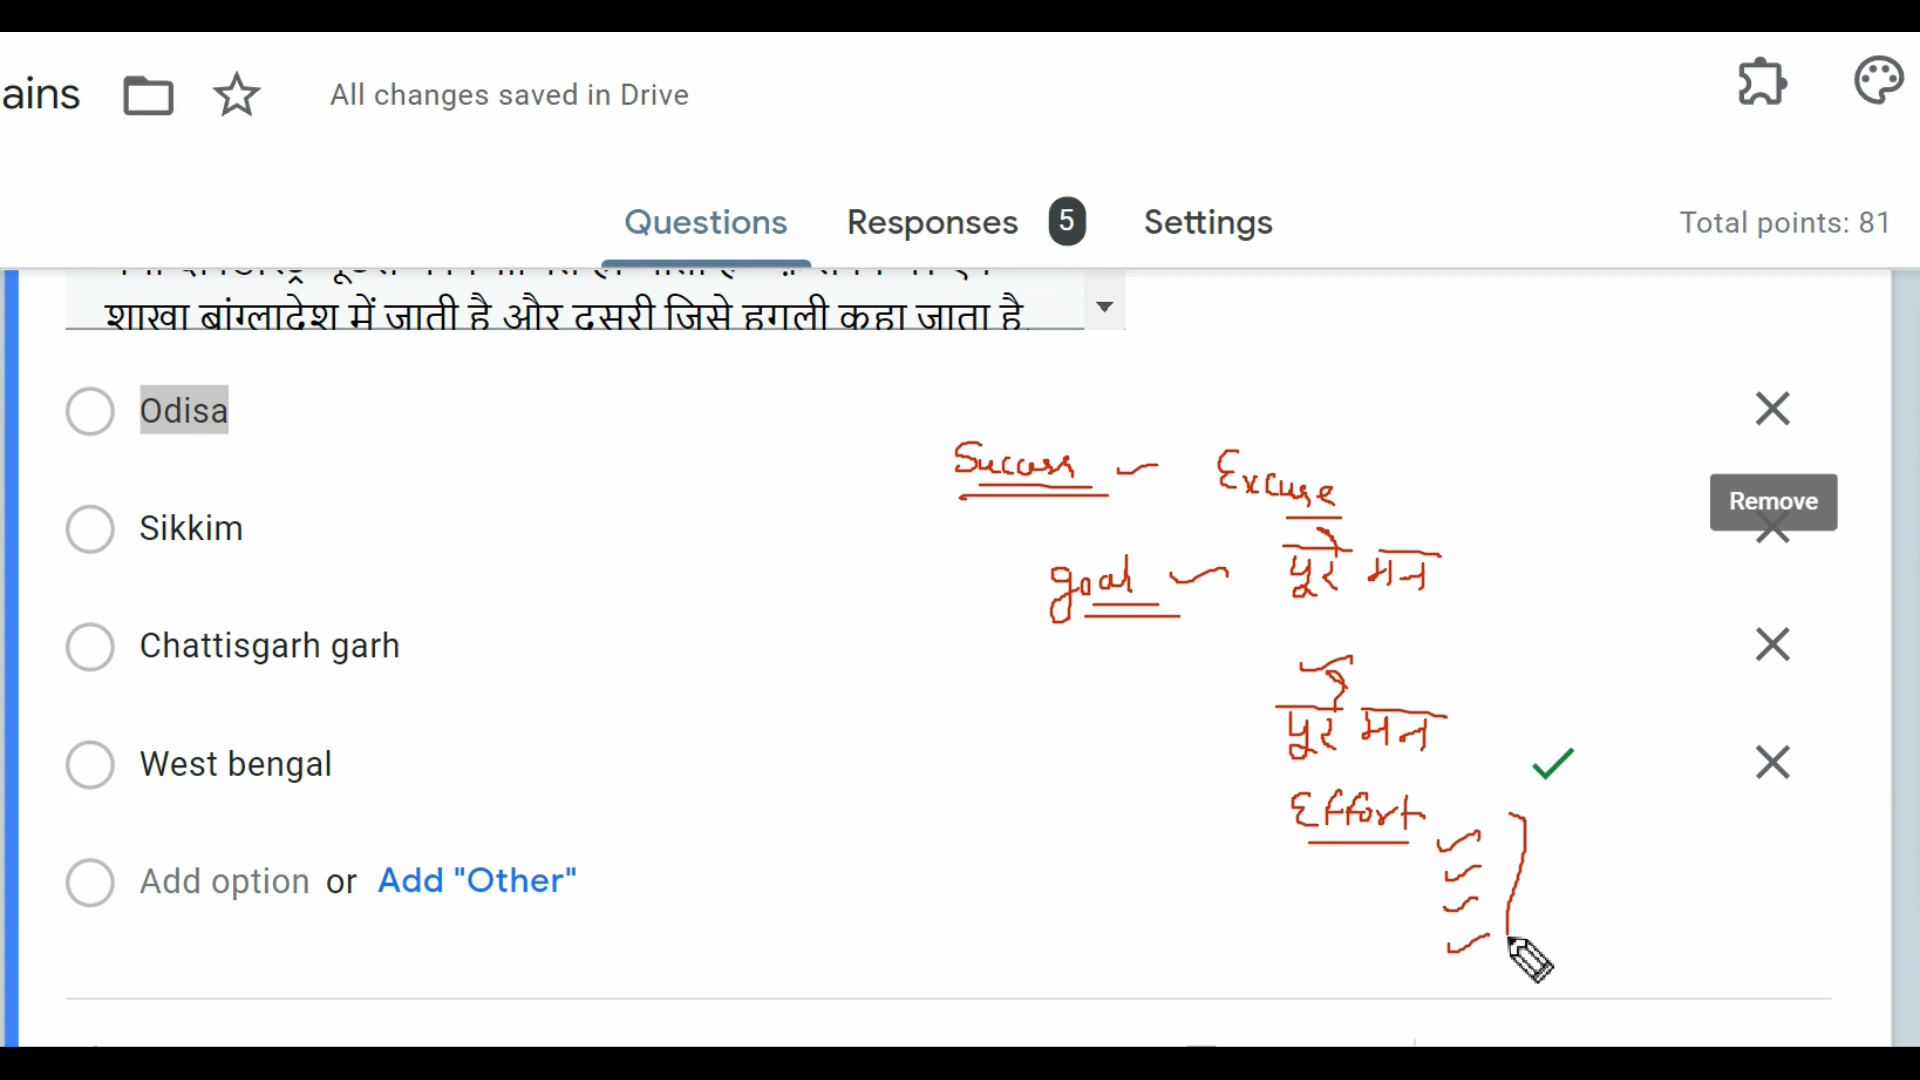 ains All changes saved in Drive
Questions Responses 5 Settings Total points: 81
शाखा बांग्लादेश में जाती है और दूसरी जिसे हुगली कहा जाता है
Odisa
Success Excuse
Remove
Sikkim
goal पूरे मन
Chattisgarh garh
पूरे मन
West bengal
Effort
Add option or Add "Other"